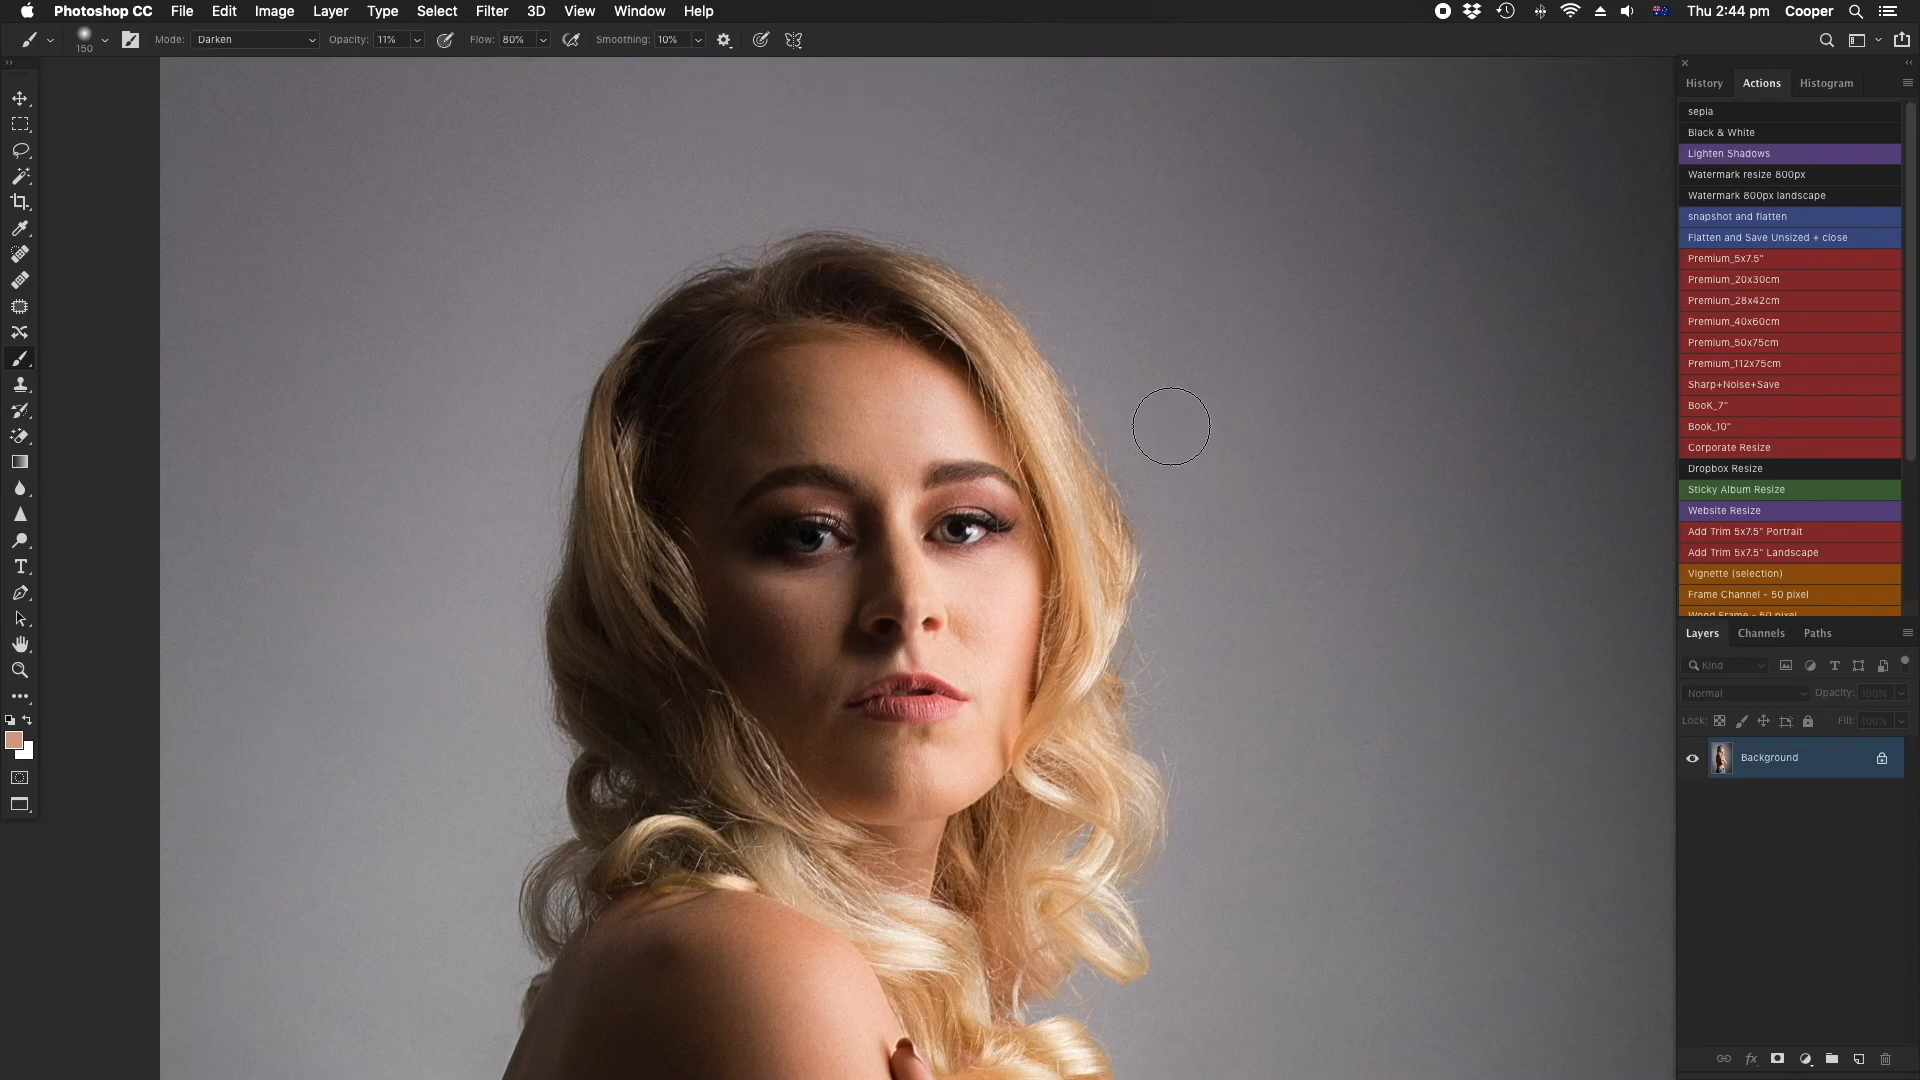 Photoshop CC File Edit Image Layer Type Select Filter 3D View Window Help Thu 2:44 pm Cooper
150 Mode: Darken Opacity: 11% Flow: 80% Smoothing: 10%
History Actions Histogram
sepia
Black & White
Lighten Shadows
Watermark resize 800px
Watermark 800px landscape
snapshot and flatten
Flatten and Save Unsized + close
Premium_5x7.5"
Premium_20x30cm
Premium_28x42cm
Premium_40x60cm
Premium_50x75cm
Premium_112x75cm
Sharp+Noise+Save
BooK_7"
Book_10"
Corporate Resize
Dropbox Resize
Sticky Album Resize
Website Resize
Add Trim 5x7.5" Portrait
Add Trim 5x7.5" Landscape
Vignette (selection)
Frame Channel - 50 pixel
Wood Frame - 50 pixel
Layers Channels Paths
Kind
Normal Opacity: 100%
Lock: Fill: 100%
Background